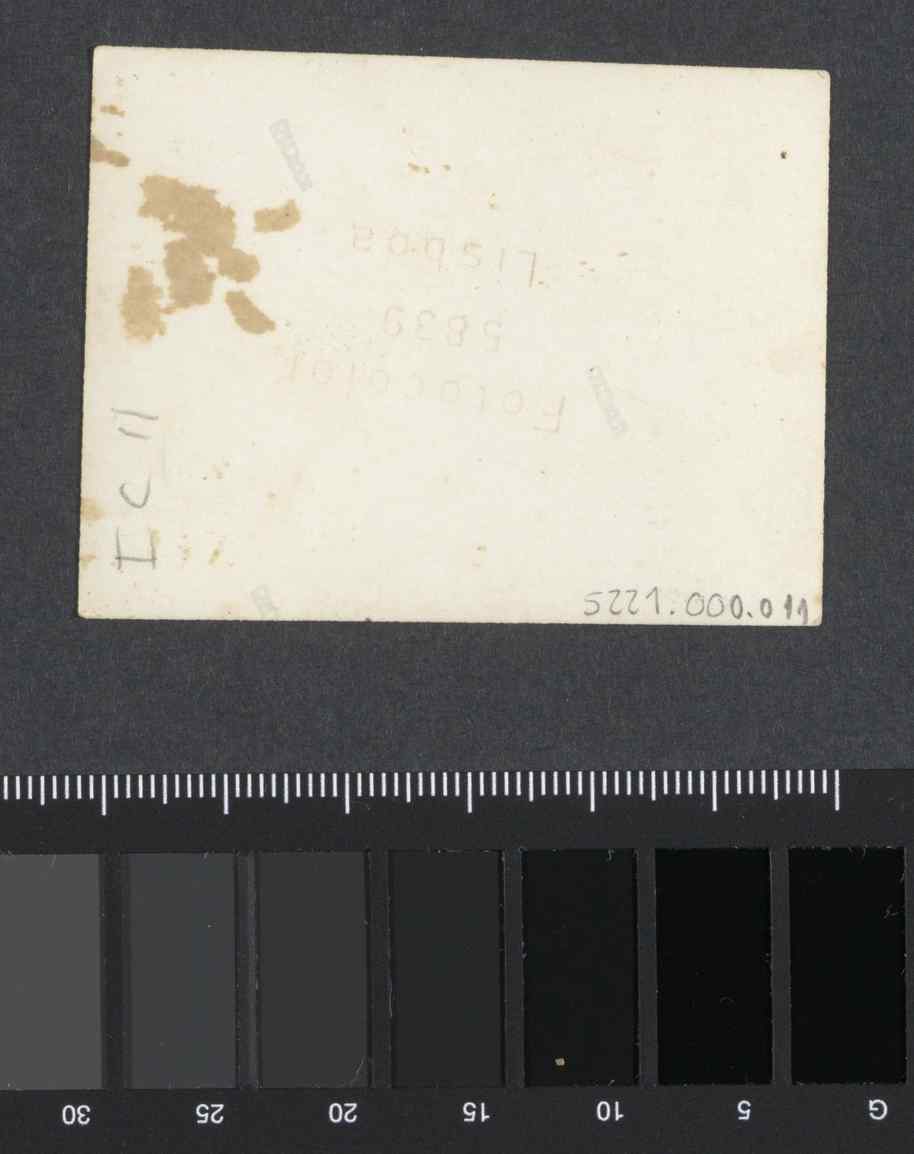 Fotocolor
5839
Lisboa
I C 11
5221.000.011
30 25 20 15 10 5 G